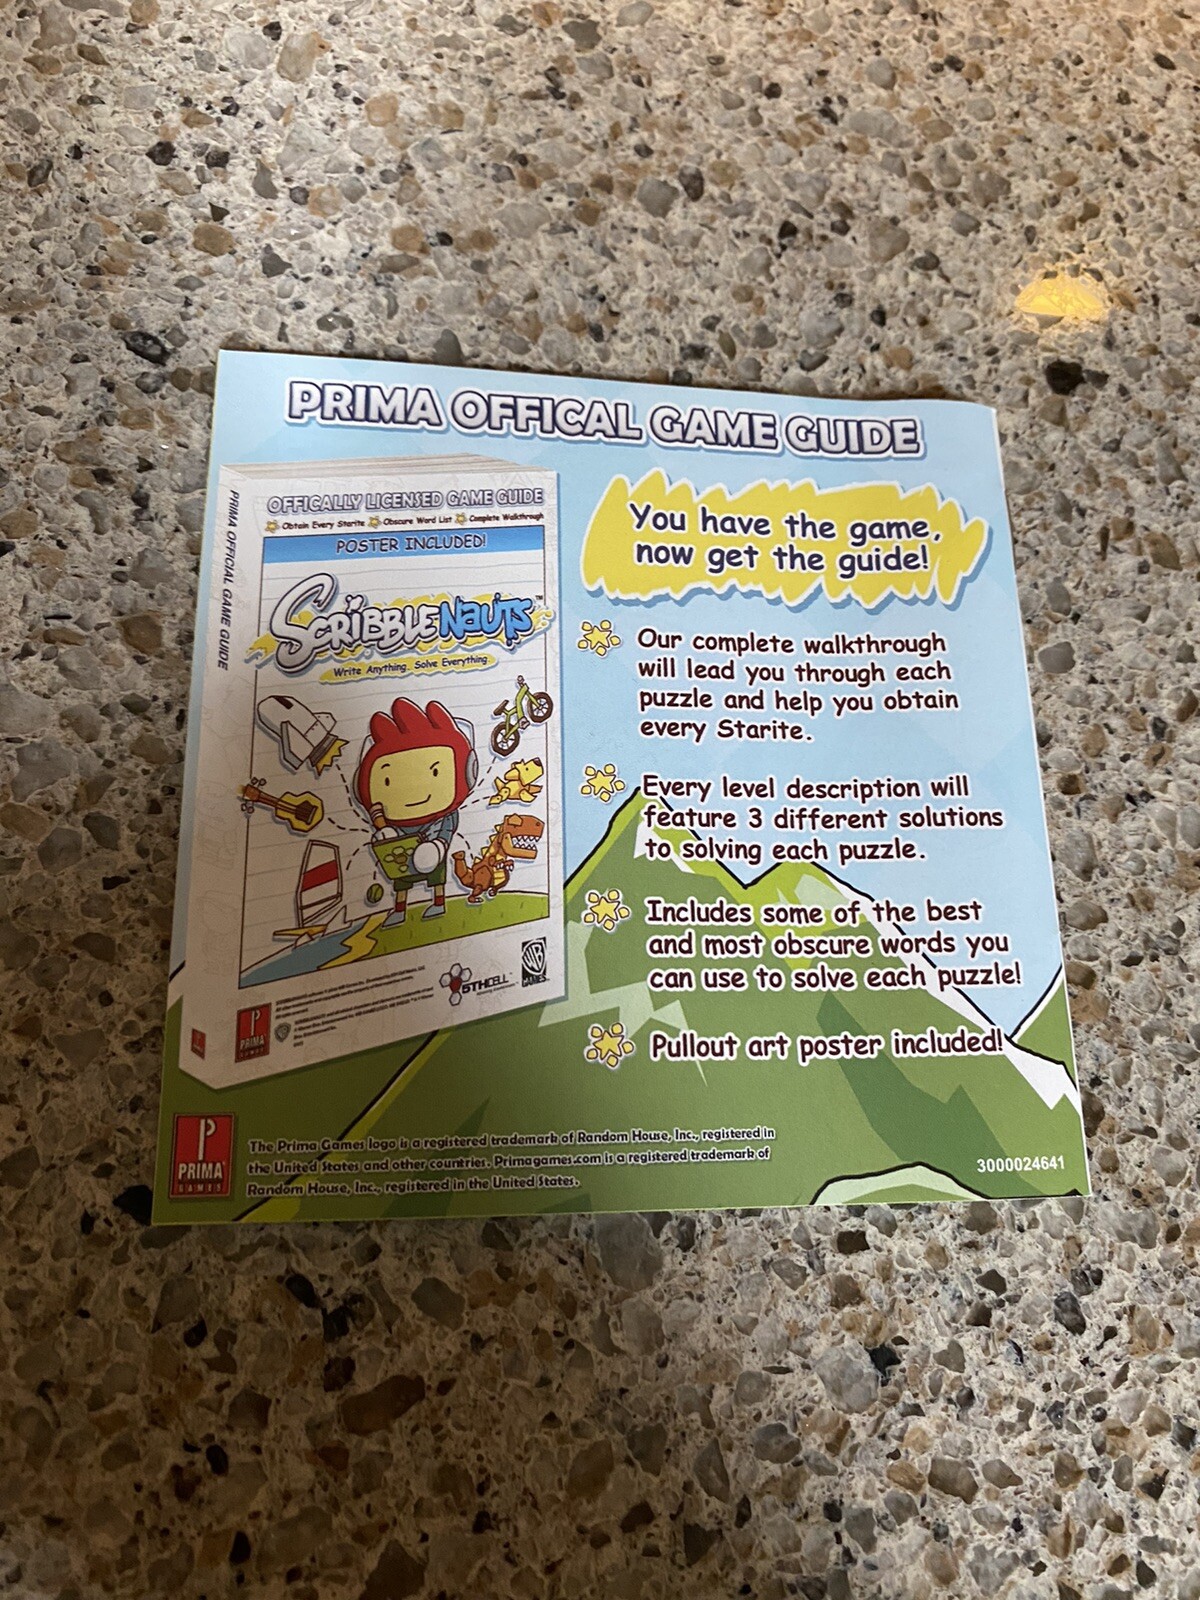 PRIMA OFFICAL GAME GUIDE
PRIMA OFFICIAL GAME GUIDE
OFFICALLY LICENSED GAME GUIDE
Obtain Every Starite Obscure Word List Complete Walkthrough
POSTER INCLUDED!
SCRIBBLENAUTS™
Write Anything. Solve Everything
5TH CELL
WB
GAMES
PRIMA
GAMES
You have the game,
now get the guide!
Our complete walkthrough
will lead you through each
puzzle and help you obtain
every Starite.
Every level description will
feature 3 different solutions
to solving each puzzle.
Includes some of the best
and most obscure words you
can use to solve each puzzle!
Pullout art poster included!
PRIMA
GAMES
The Prima Games logo is a registered trademark of Random House, Inc., registered in
the United States and other countries. Primagames.com is a registered trademark of
Random House, Inc., registered in the United States.
3000024641